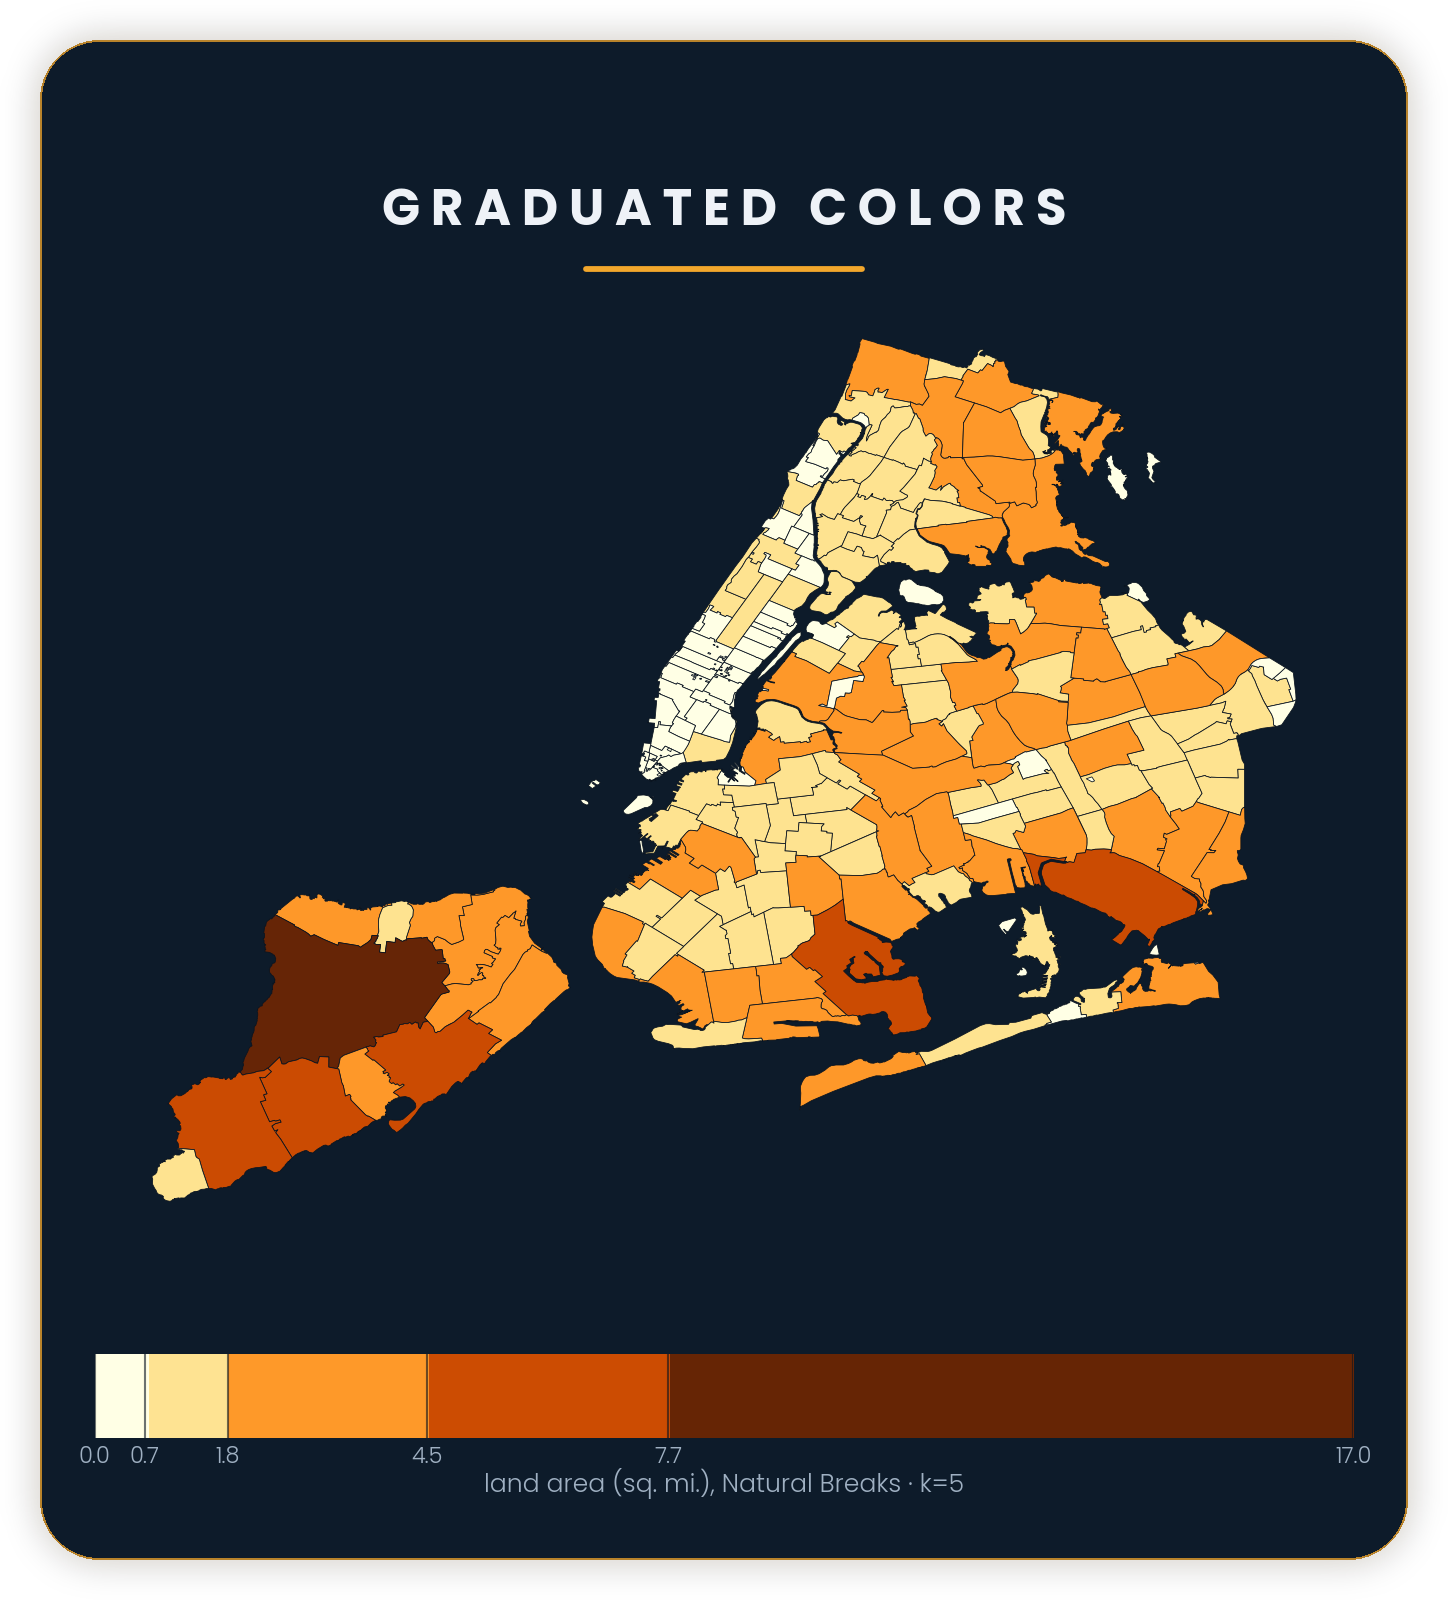 GRADUATED COLORS
0.0 0.7 1.8 4.5 7.7 17.0
land area (sq. mi.), Natural Breaks · k=5